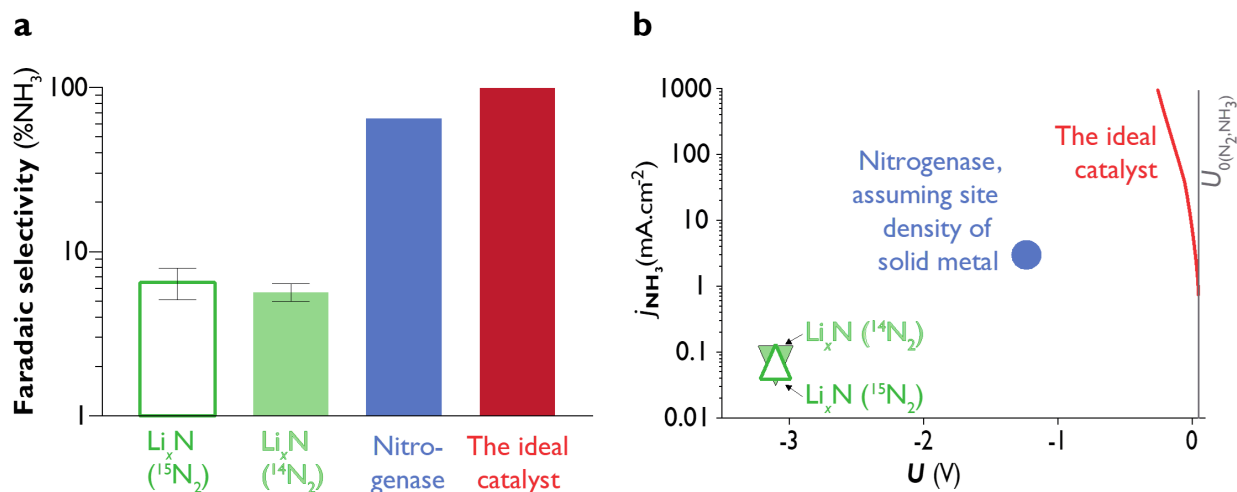 a
Faradaic selectivity (%NH₃)
100
10
1
LiₓN
(¹⁵N₂)
LiₓN
(¹⁴N₂)
Nitro-
genase
The ideal
catalyst
b
j_NH₃(mA.cm⁻²)
1000
100
10
1
0.1
0.01
Nitrogenase,
assuming site
density of
solid metal
The ideal
catalyst
U₀(N₂,NH₃)
LiₓN (¹⁴N₂)
LiₓN (¹⁵N₂)
-3
-2
-1
0
U (V)